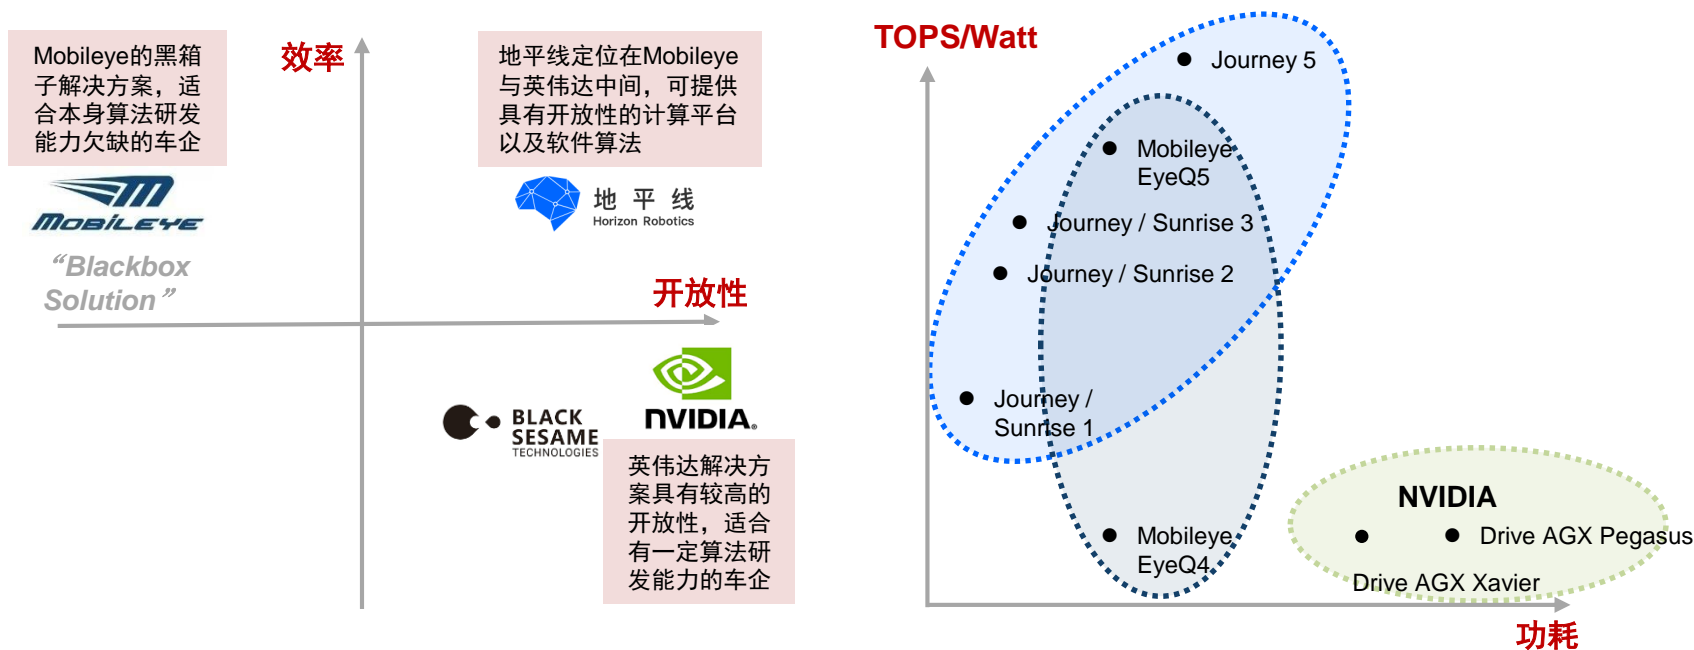 Mobileye的黑箱
子解决方案，适
合本身算法研发
能力欠缺的车企
效率
地平线定位在Mobileye
与英伟达中间，可提供
具有开放性的计算平台
以及软件算法
MOBILEYE
地平线
Horizon Robotics
“Blackbox
Solution”
开放性
BLACK
SESAME
TECHNOLOGIES
NVIDIA.
英伟达解决方
案具有较高的
开放性，适合
有一定算法研
发能力的车企
TOPS/Watt
Journey 5
Mobileye
EyeQ5
Journey / Sunrise 3
Journey / Sunrise 2
Journey /
Sunrise 1
Mobileye
EyeQ4
NVIDIA
Drive AGX Pegasus
Drive AGX Xavier
功耗